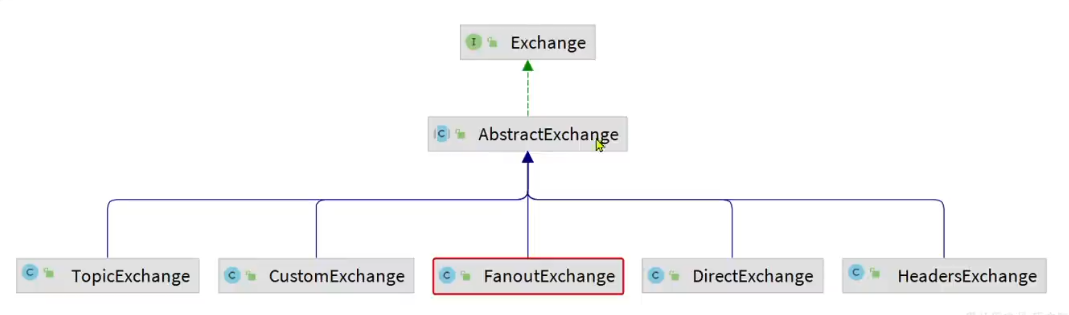 Exchange
AbstractExchange
TopicExchange
CustomExchange
FanoutExchange
DirectExchange
HeadersExchange